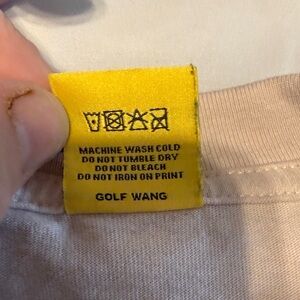 MACHINE WASH COLD
DO NOT TUMBLE DRY
DO NOT BLEACH
DO NOT IRON ON PRINT
GOLF WANG